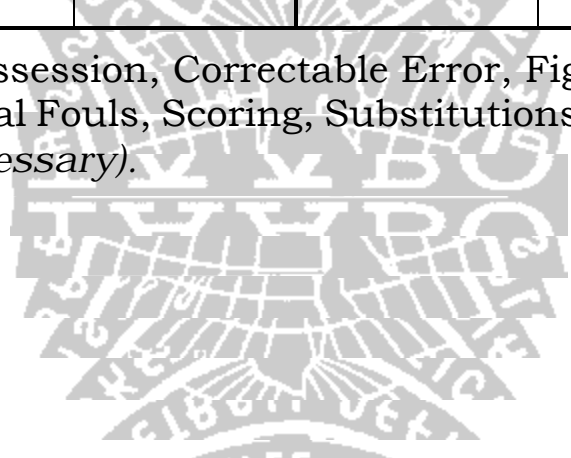 ssession, Correctable Error, Fig
al Fouls, Scoring, Substitutions
essary).